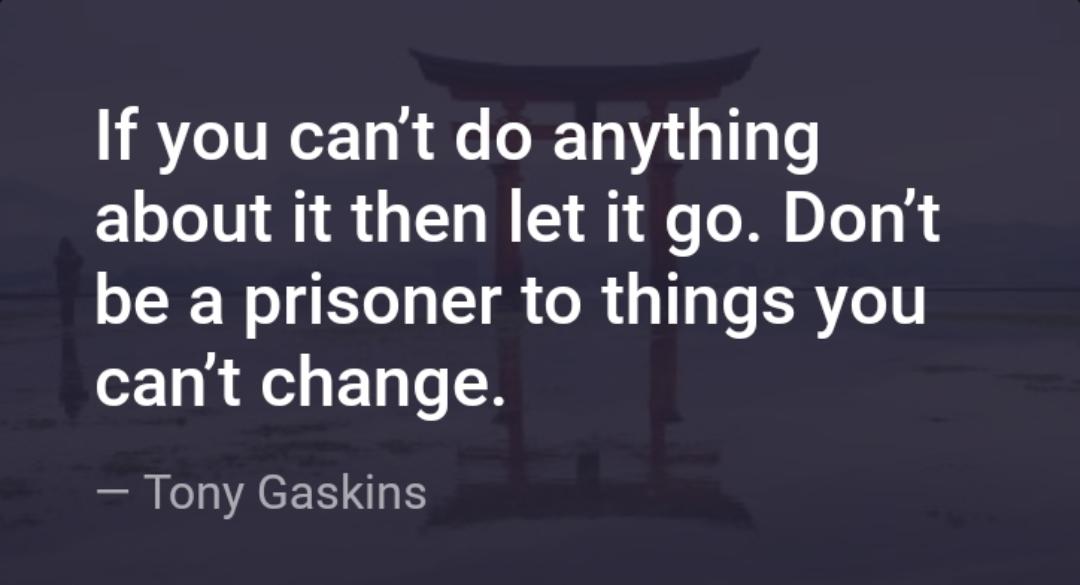 If you can’t do anything
about it then let it go. Don’t
be a prisoner to things you
can’t change.
— Tony Gaskins